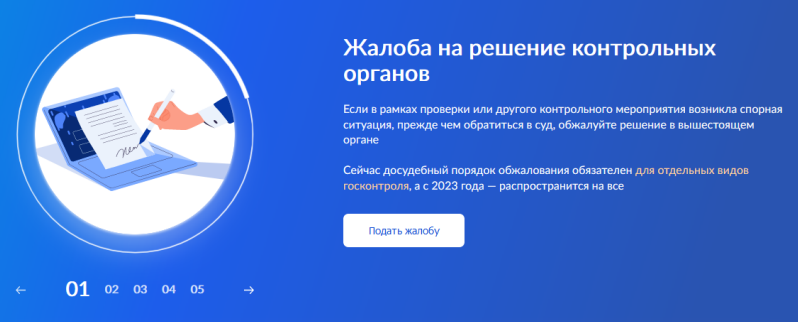 Жалоба на решение контрольных
органов
Если в рамках проверки или другого контрольного мероприятия возникла спорная
ситуация, прежде чем обратиться в суд, обжалуйте решение в вышестоящем
органе
Сейчас досудебный порядок обжалования обязателен для отдельных видов
госконтроля, а с 2023 года — распространится на все
Подать жалобу
← 01 02 03 04 05 →